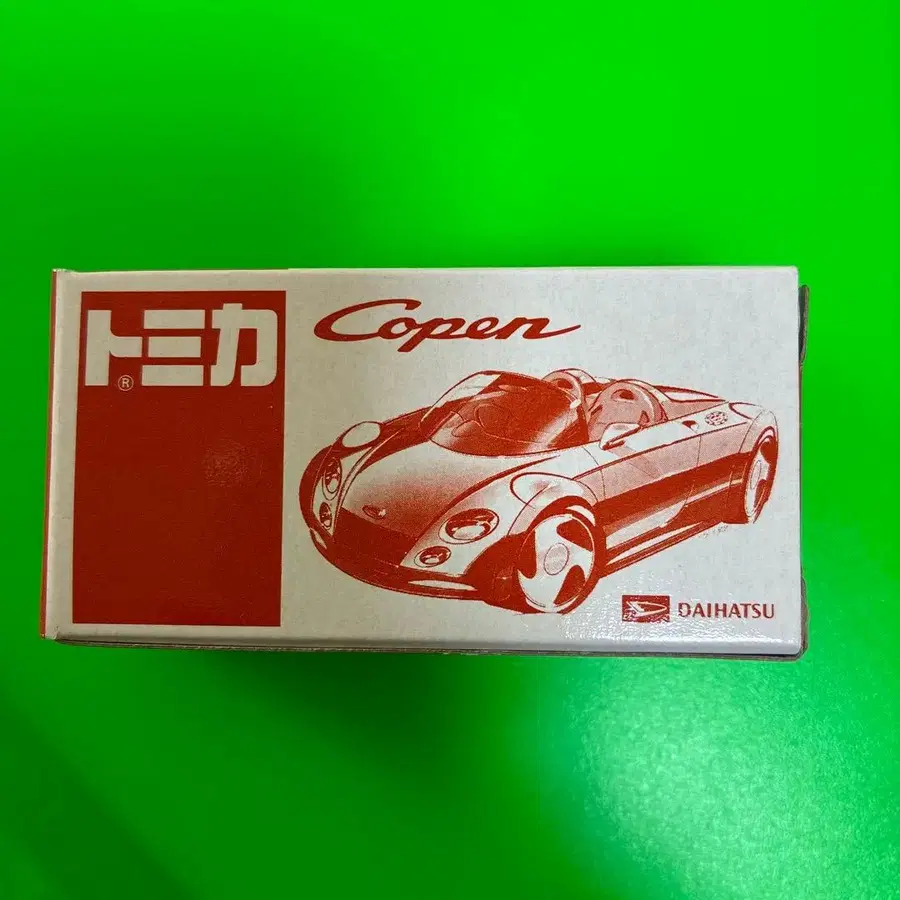 トミカ
®
Copen
DAIHATSU